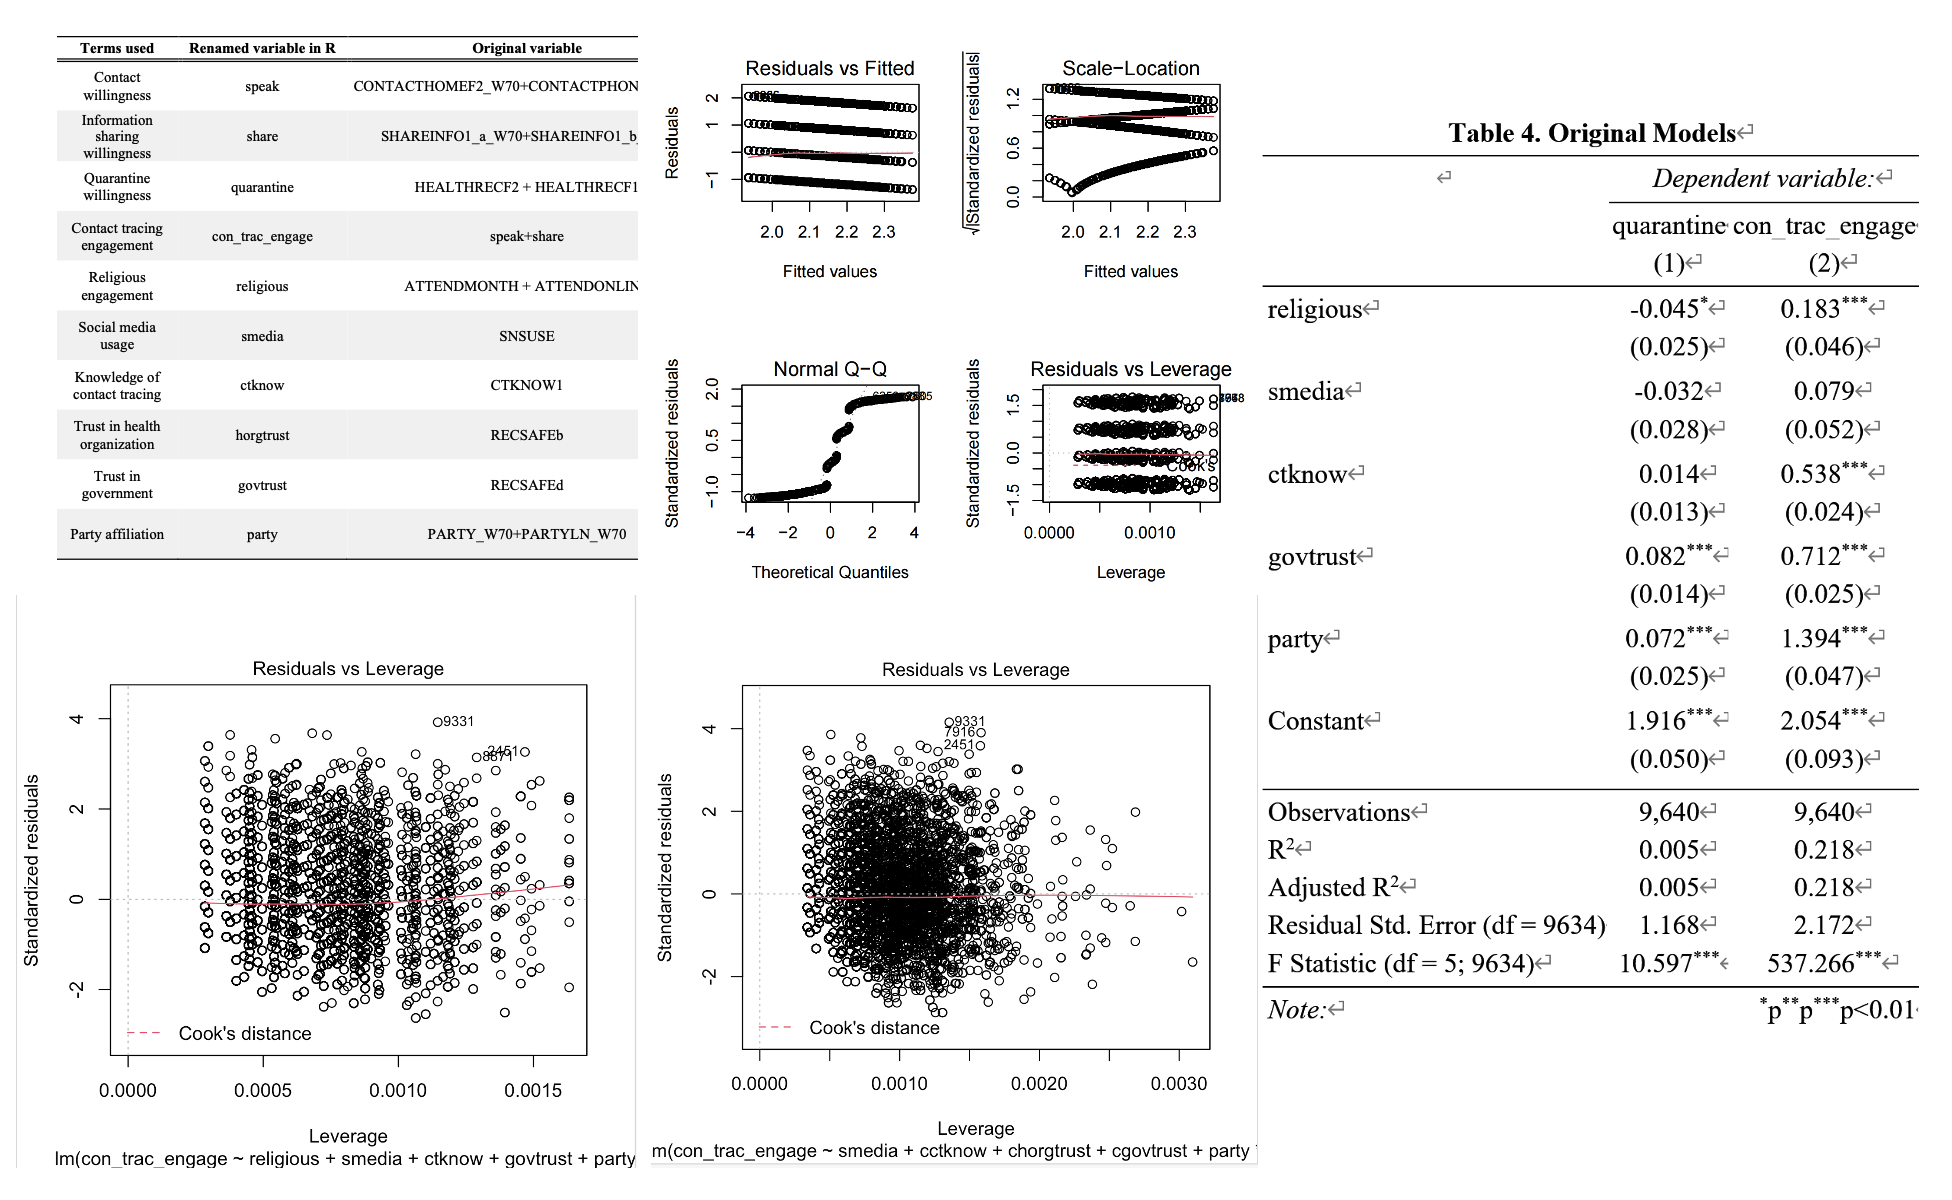 Terms used Renamed variable in R Original variable
Contact willingness speak CONTACTHOMEF2_W70+CONTACTPHON
Information sharing willingness share SHAREINFO1_a_W70+SHAREINFO1_b_
Quarantine willingness quarantine HEALTHRECF2 + HEALTHRECF1
Contact tracing engagement con_trac_engage speak+share
Religious engagement religious ATTENDMONTH + ATTENDONLIN
Social media usage smedia SNSUSE
Knowledge of contact tracing ctknow CTKNOW1
Trust in health organization horgtrust RECSAFEb
Trust in government govtrust RECSAFEd
Party affiliation party PARTY_W70+PARTYLN_W70
Residuals vs Fitted
Residuals
2
1
−1
2.0 2.1 2.2 2.3
Fitted values
Scale−Location
√|Standardized residuals|
1.2
0.6
0.0
2.0 2.1 2.2 2.3
Fitted values
Normal Q−Q
Standardized residuals
2.0
0.5
−1.0
−4 −2 0 2 4
Theoretical Quantiles
Residuals vs Leverage
Standardized residuals
1.5
0.0
−1.5
Cook's
0.0000 0.0010
Leverage
Residuals vs Leverage
Standardized residuals
4
2
0
-2
9331
2451
8871
Cook's distance
0.0000 0.0005 0.0010 0.0015
Leverage
lm(con_trac_engage ~ religious + smedia + ctknow + govtrust + party
Residuals vs Leverage
Standardized residuals
4
2
0
-2
9331
7916
2451
Cook's distance
0.0000 0.0010 0.0020 0.0030
Leverage
m(con_trac_engage ~ smedia + cctknow + chorgtrust + cgovtrust + party
Table 4. Original Models
Dependent variable:
quarantine con_trac_engage
(1) (2)
religious -0.045* 0.183***
(0.025) (0.046)
smedia -0.032 0.079
(0.028) (0.052)
ctknow 0.014 0.538***
(0.013) (0.024)
govtrust 0.082*** 0.712***
(0.014) (0.025)
party 0.072*** 1.394***
(0.025) (0.047)
Constant 1.916*** 2.054***
(0.050) (0.093)
Observations 9,640 9,640
R² 0.005 0.218
Adjusted R² 0.005 0.218
Residual Std. Error (df = 9634) 1.168 2.172
F Statistic (df = 5; 9634) 10.597*** 537.266***
Note: *p**p***p<0.01